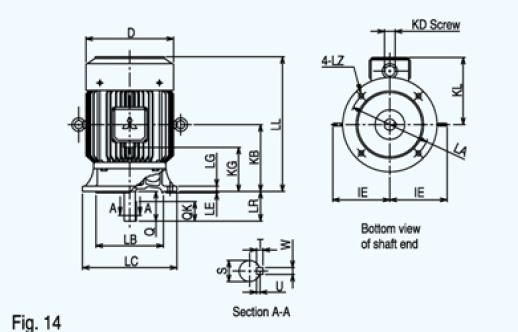 D
KD Screw
4-LZ
KL
LL
LA
LG
KG
KB
LE
LR
QK
A
A
Q
LB
LC
IE
IE
Bottom view
of shaft end
T
W
S
U
Section A-A
Fig. 14